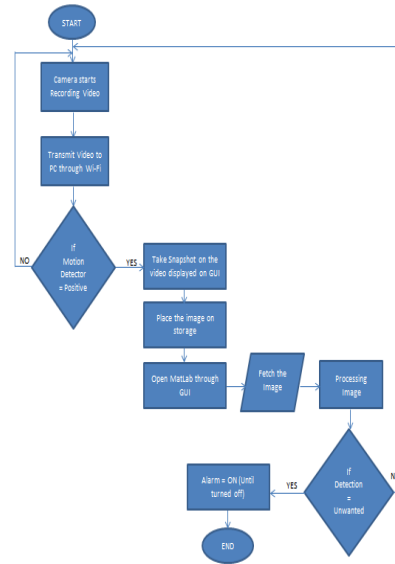 START
Camera starts
Recording Video
Transmit Video to
PC through Wi-Fi
If
Motion
Detector
= Positive
NO
YES
Take Snapshot on the
video displayed on GUI
Place the image on
storage
Open MatLab through
GUI
Fetch the
Image
Processing
Image
If
Detection
=
Unwanted
N
YES
Alarm = ON (Until
turned off)
END